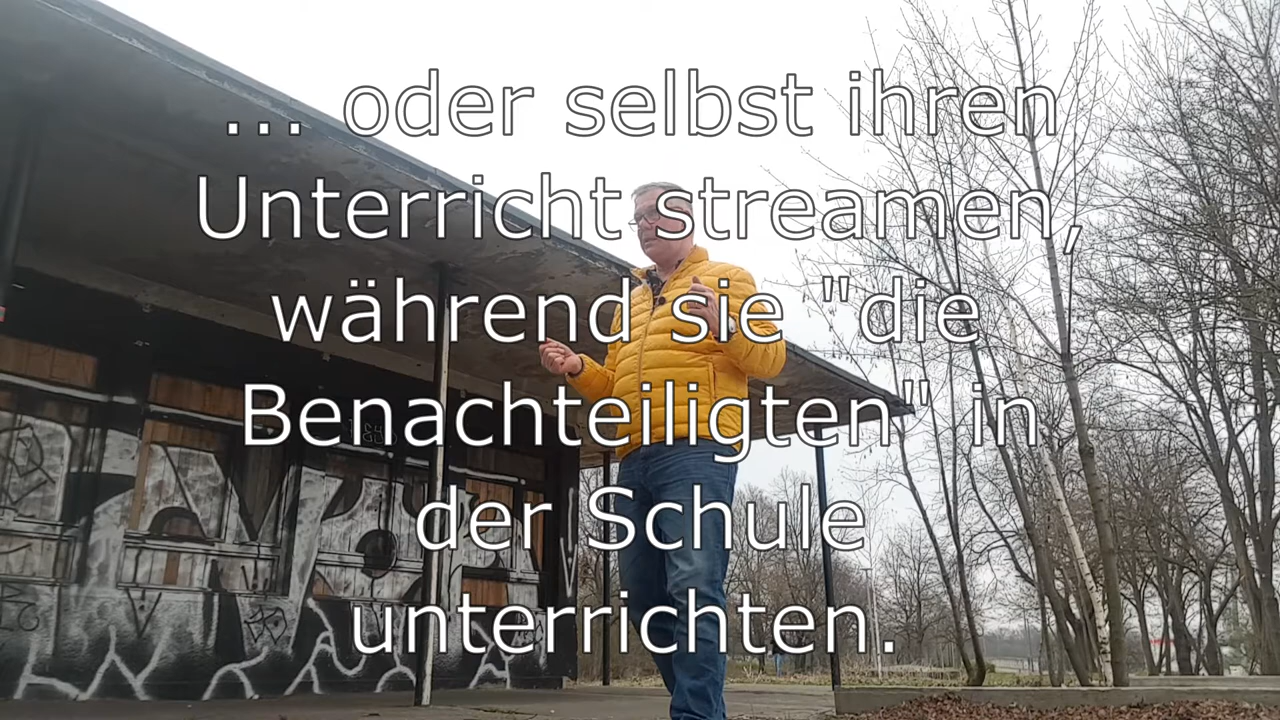 ... oder selbst ihren
Unterricht streamen,
während sie "die
Benachteiligten" in
der Schule
unterrichten.